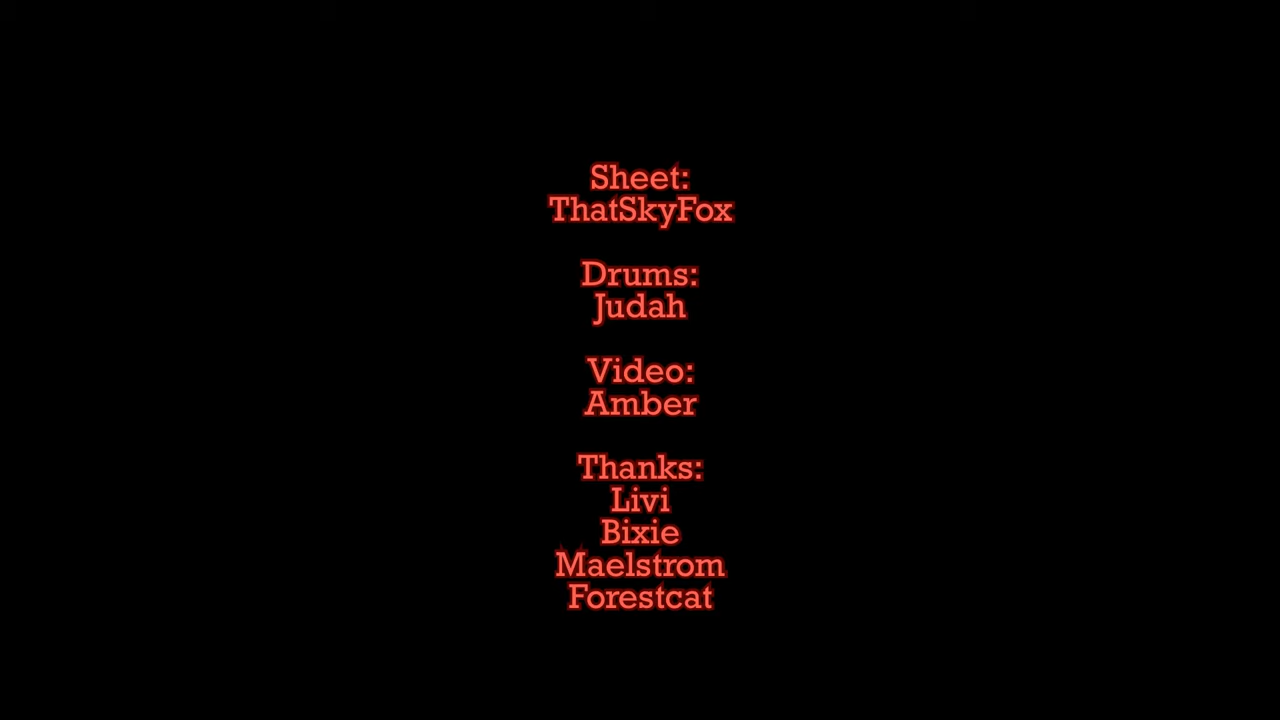 Sheet:
ThatSkyFox
Drums:
Judah
Video:
Amber
Thanks:
Livi
Bixie
Maelstrom
Forestcat